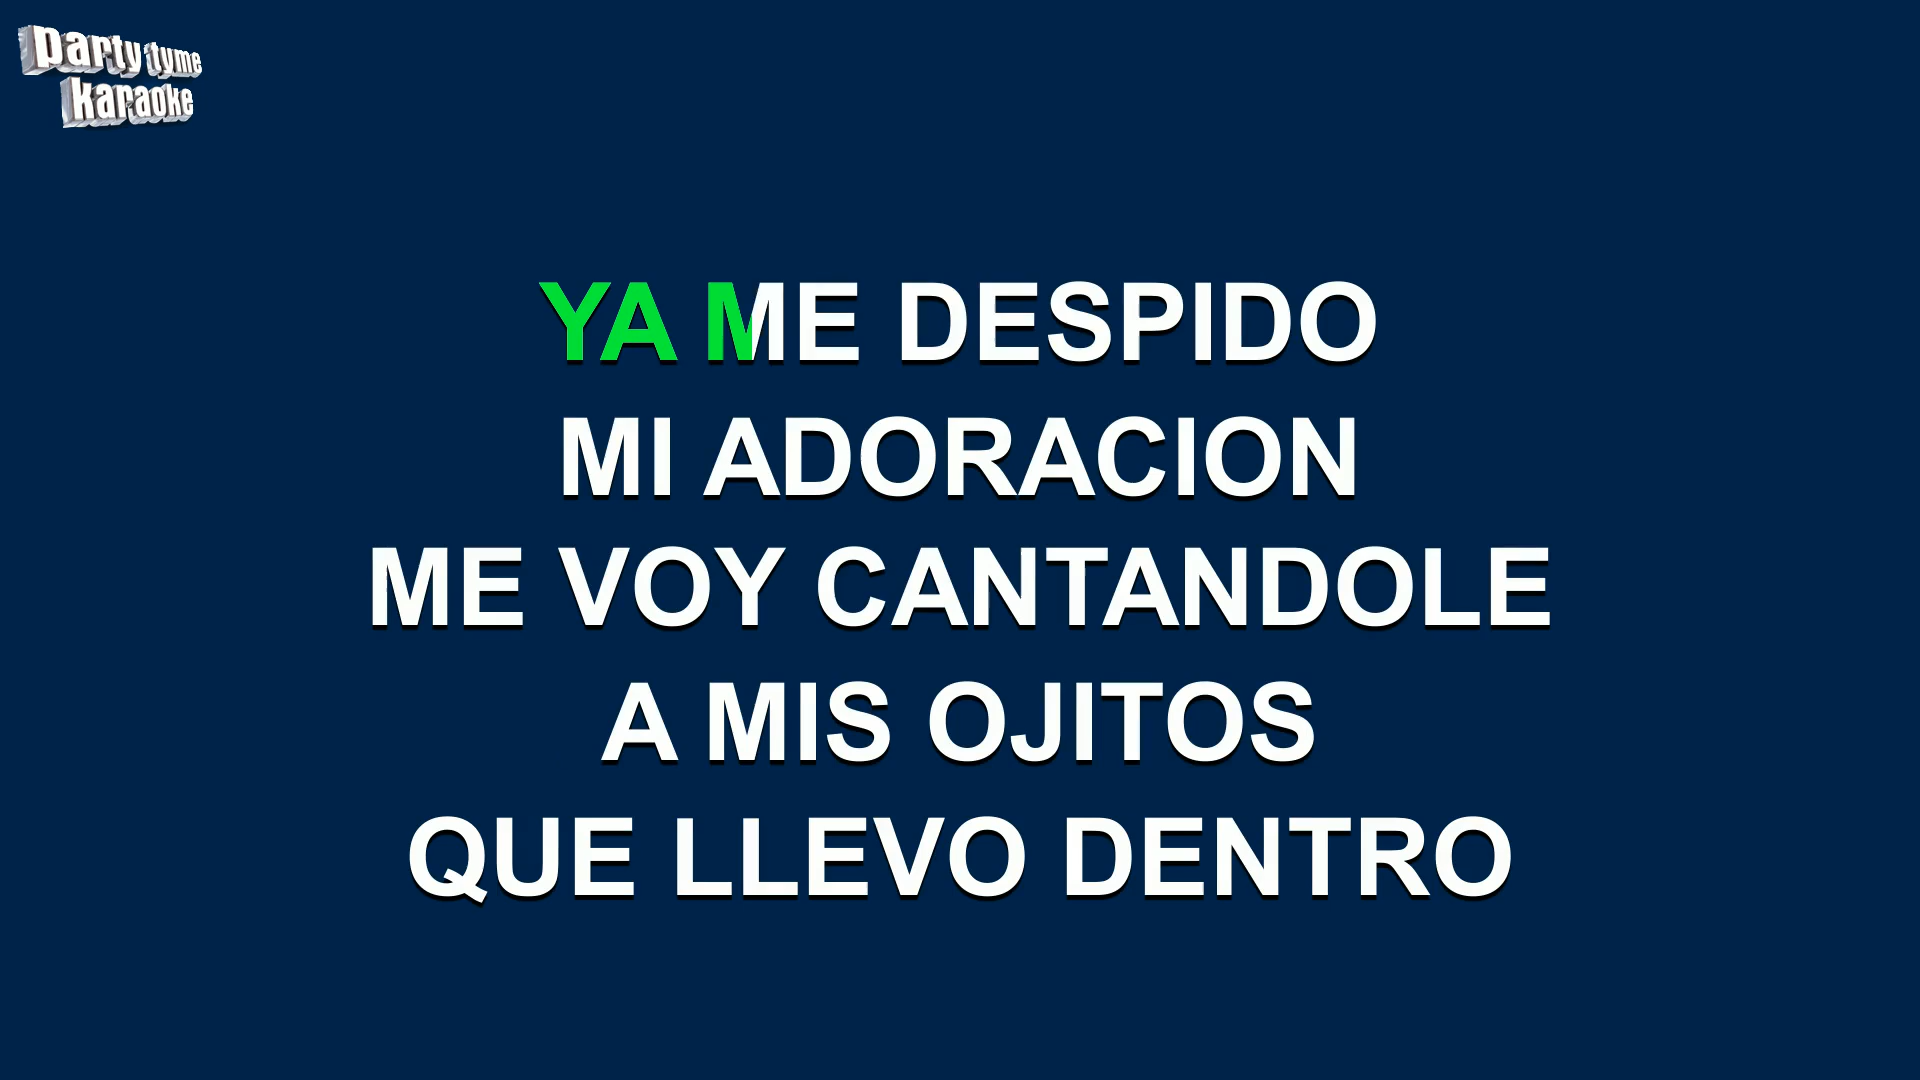 party tyme
karaoke
YA ME DESPIDO
MI ADORACION
ME VOY CANTANDOLE
A MIS OJITOS
QUE LLEVO DENTRO